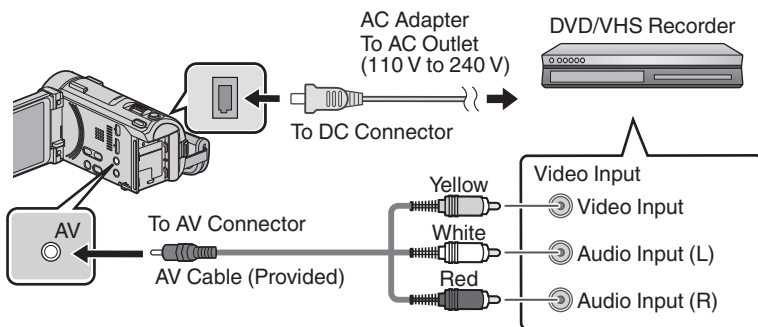 AC Adapter
To AC Outlet
(110 V to 240 V)
DVD/VHS Recorder
To DC Connector
AV
To AV Connector
AV Cable (Provided)
Yellow
White
Red
Video Input
Video Input
Audio Input (L)
Audio Input (R)